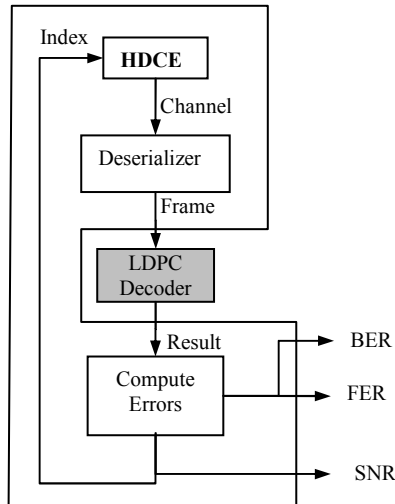 Index
HDCE
Channel
Deserializer
Frame
LDPC
Decoder
Result
BER
Compute
Errors
FER
SNR